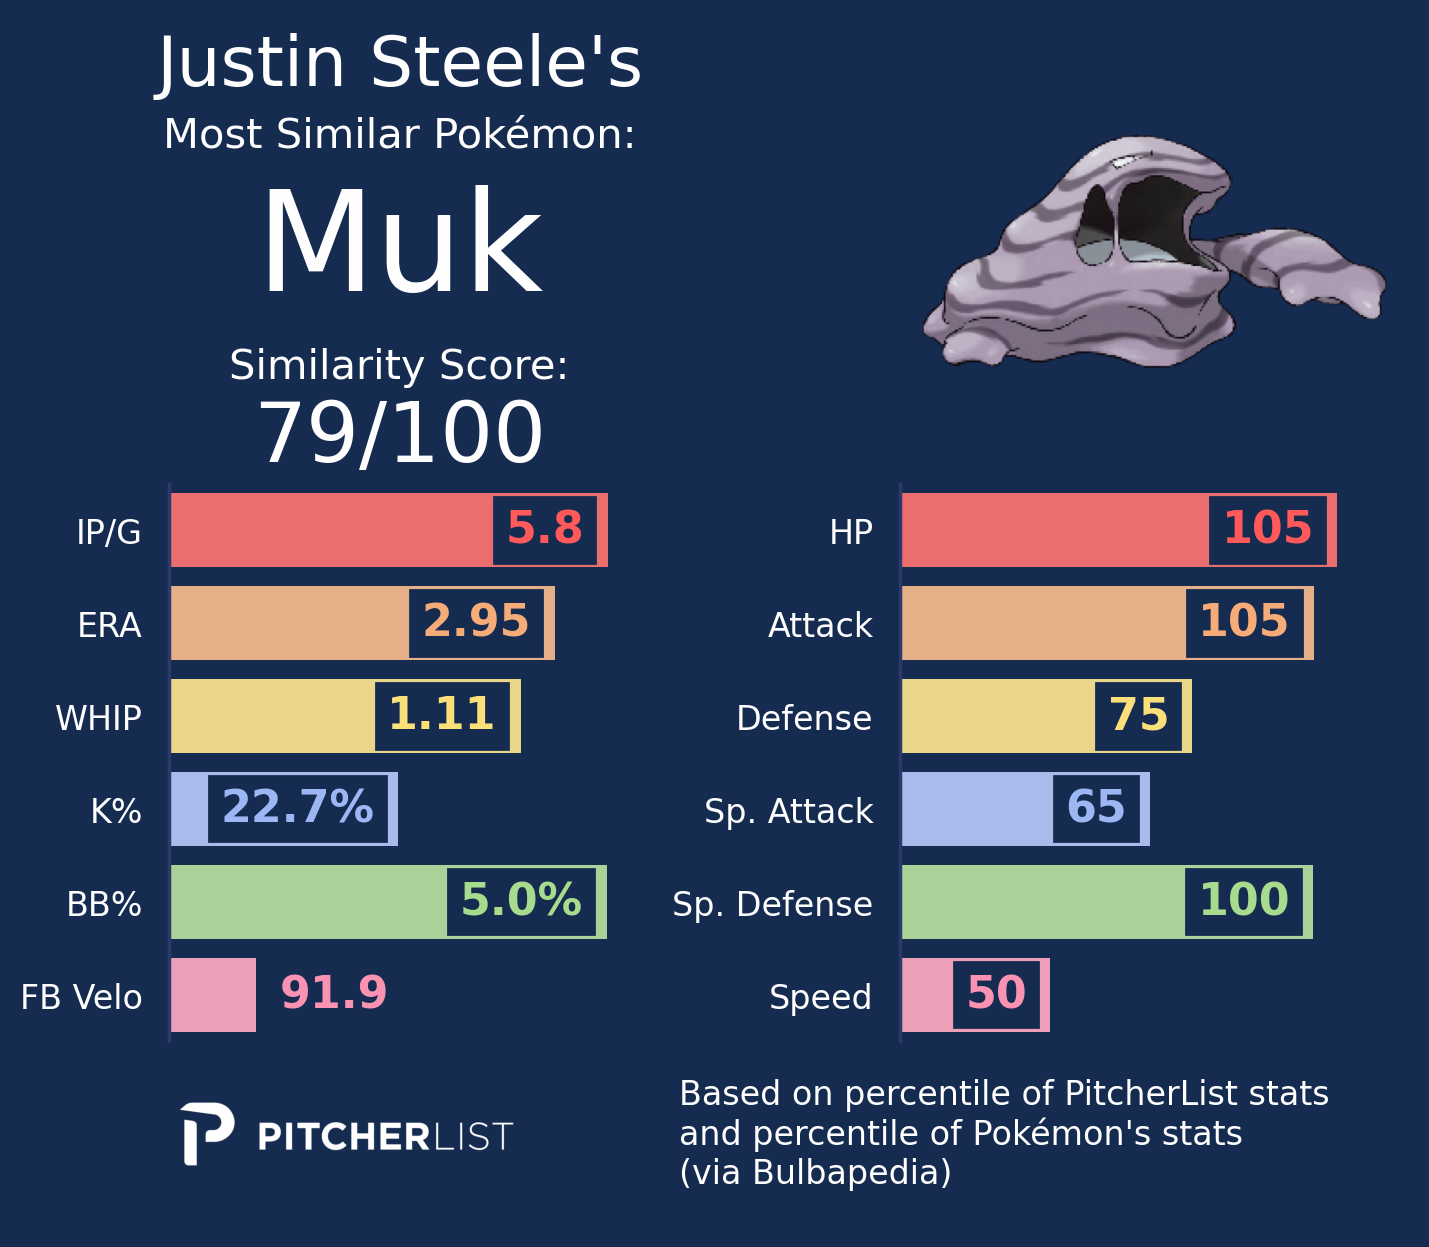 Justin Steele's
Most Similar Pokémon:
Muk
Similarity Score:
79/100
IP/G 5.8
ERA 2.95
WHIP 1.11
K% 22.7%
BB% 5.0%
FB Velo 91.9
HP 105
Attack 105
Defense 75
Sp. Attack 65
Sp. Defense 100
Speed 50
PITCHERLIST
Based on percentile of PitcherList stats
and percentile of Pokémon's stats
(via Bulbapedia)